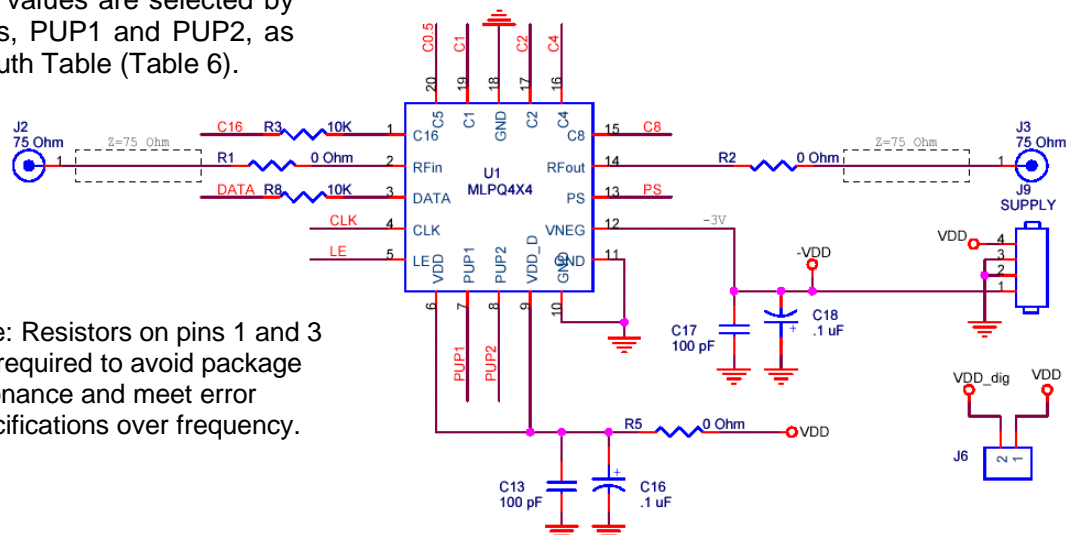 values are selected by
s, PUP1 and PUP2, as
uth Table (Table 6).
C0.5
C1
C2
C4
20
19
18
17
16
C5
C1
GND
C2
C4
J2
75 Ohm
1
Z=75 Ohm
C16
R3
10K
1
C16
R1
0 Ohm
2
RFin
DATA
R8
10K
3
DATA
CLK
4
CLK
LE
5
LE
U1
MLPQ4X4
C8
15
C8
RFout
14
R2
0 Ohm
Z=75 Ohm
1
J3
75 Ohm
PS
13
PS
VNEG
12
-3V
GND
11
VDD
PUP1
PUP2
VDD_D
GND
6
7
8
9
10
PUP1
PUP2
J9
SUPPLY
VDD
4
3
2
1
-VDD
C17
100 pF
C18
.1 uF
+
e: Resistors on pins 1 and 3
required to avoid package
onance and meet error
cifications over frequency.
R5
0 Ohm
VDD
C13
100 pF
C16
.1 uF
+
VDD_dig
VDD
J6
2
1